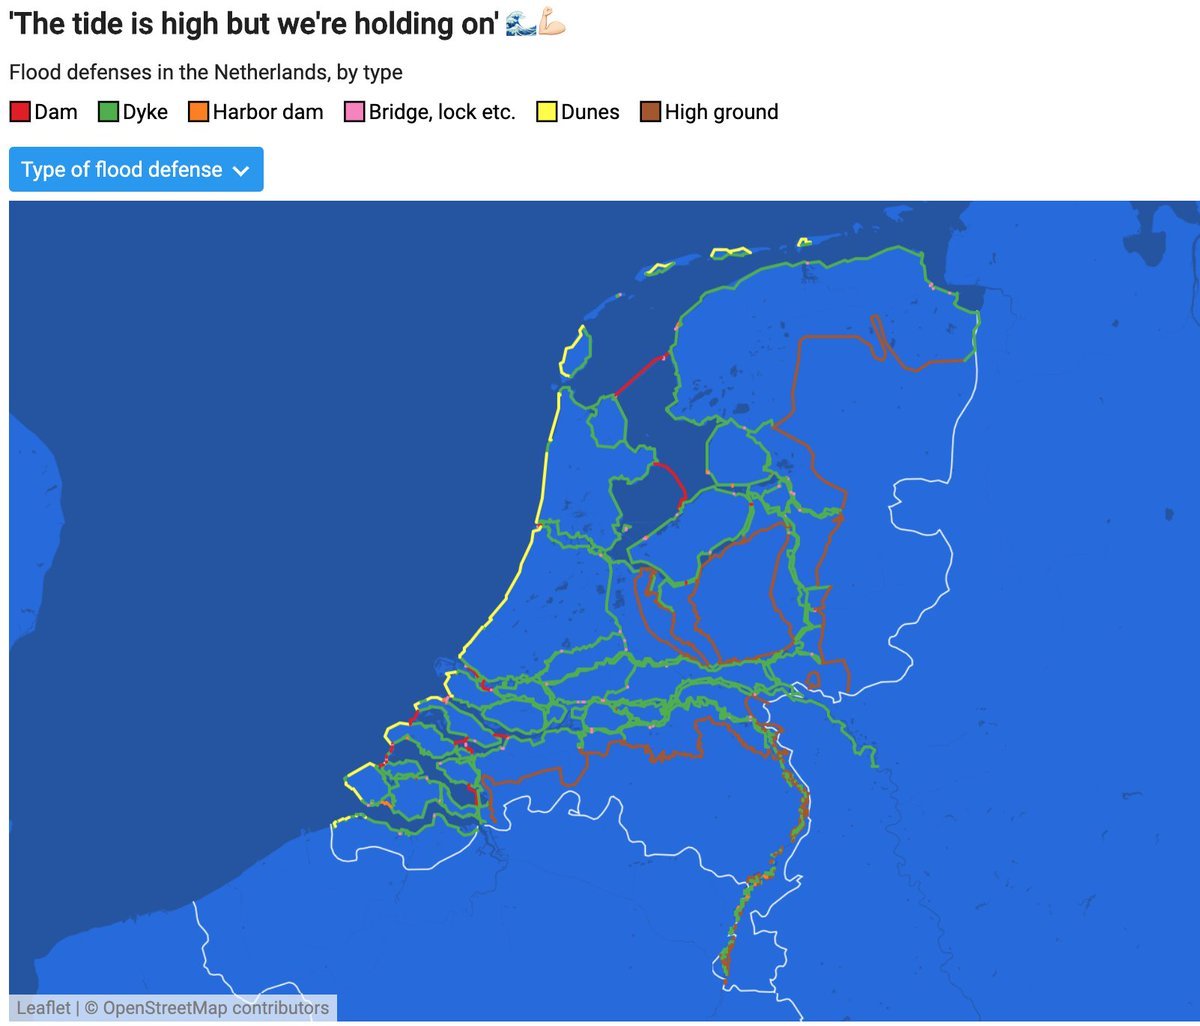 'The tide is high but we're holding on' 🌊💪🏻
Flood defenses in the Netherlands, by type
Dam Dyke Harbor dam Bridge, lock etc. Dunes High ground
Type of flood defense
Leaflet | © OpenStreetMap contributors